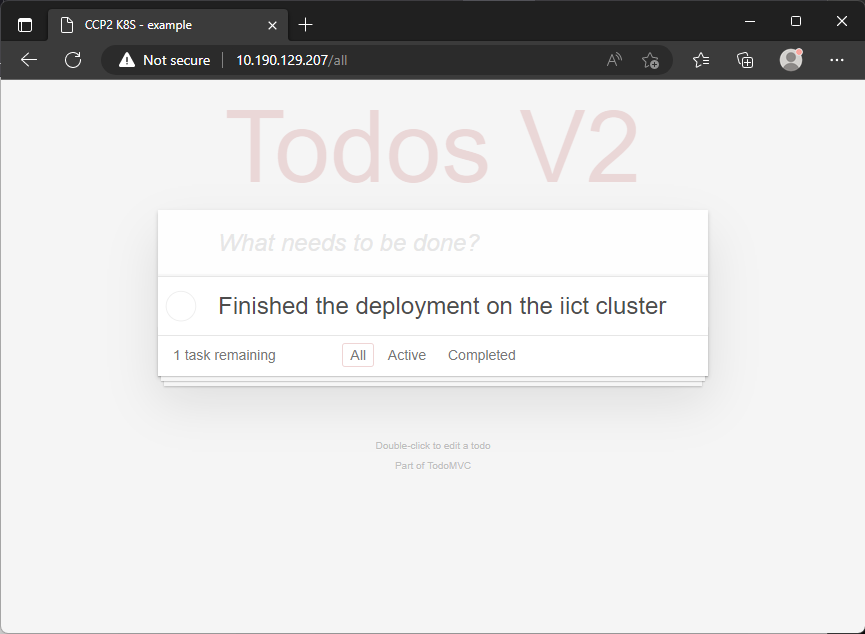 CCP2 K8S - example
Not secure
10.190.129.207/all
Todos V2
What needs to be done?
Finished the deployment on the iict cluster
1 task remaining
All
Active
Completed
Double-click to edit a todo
Part of TodoMVC